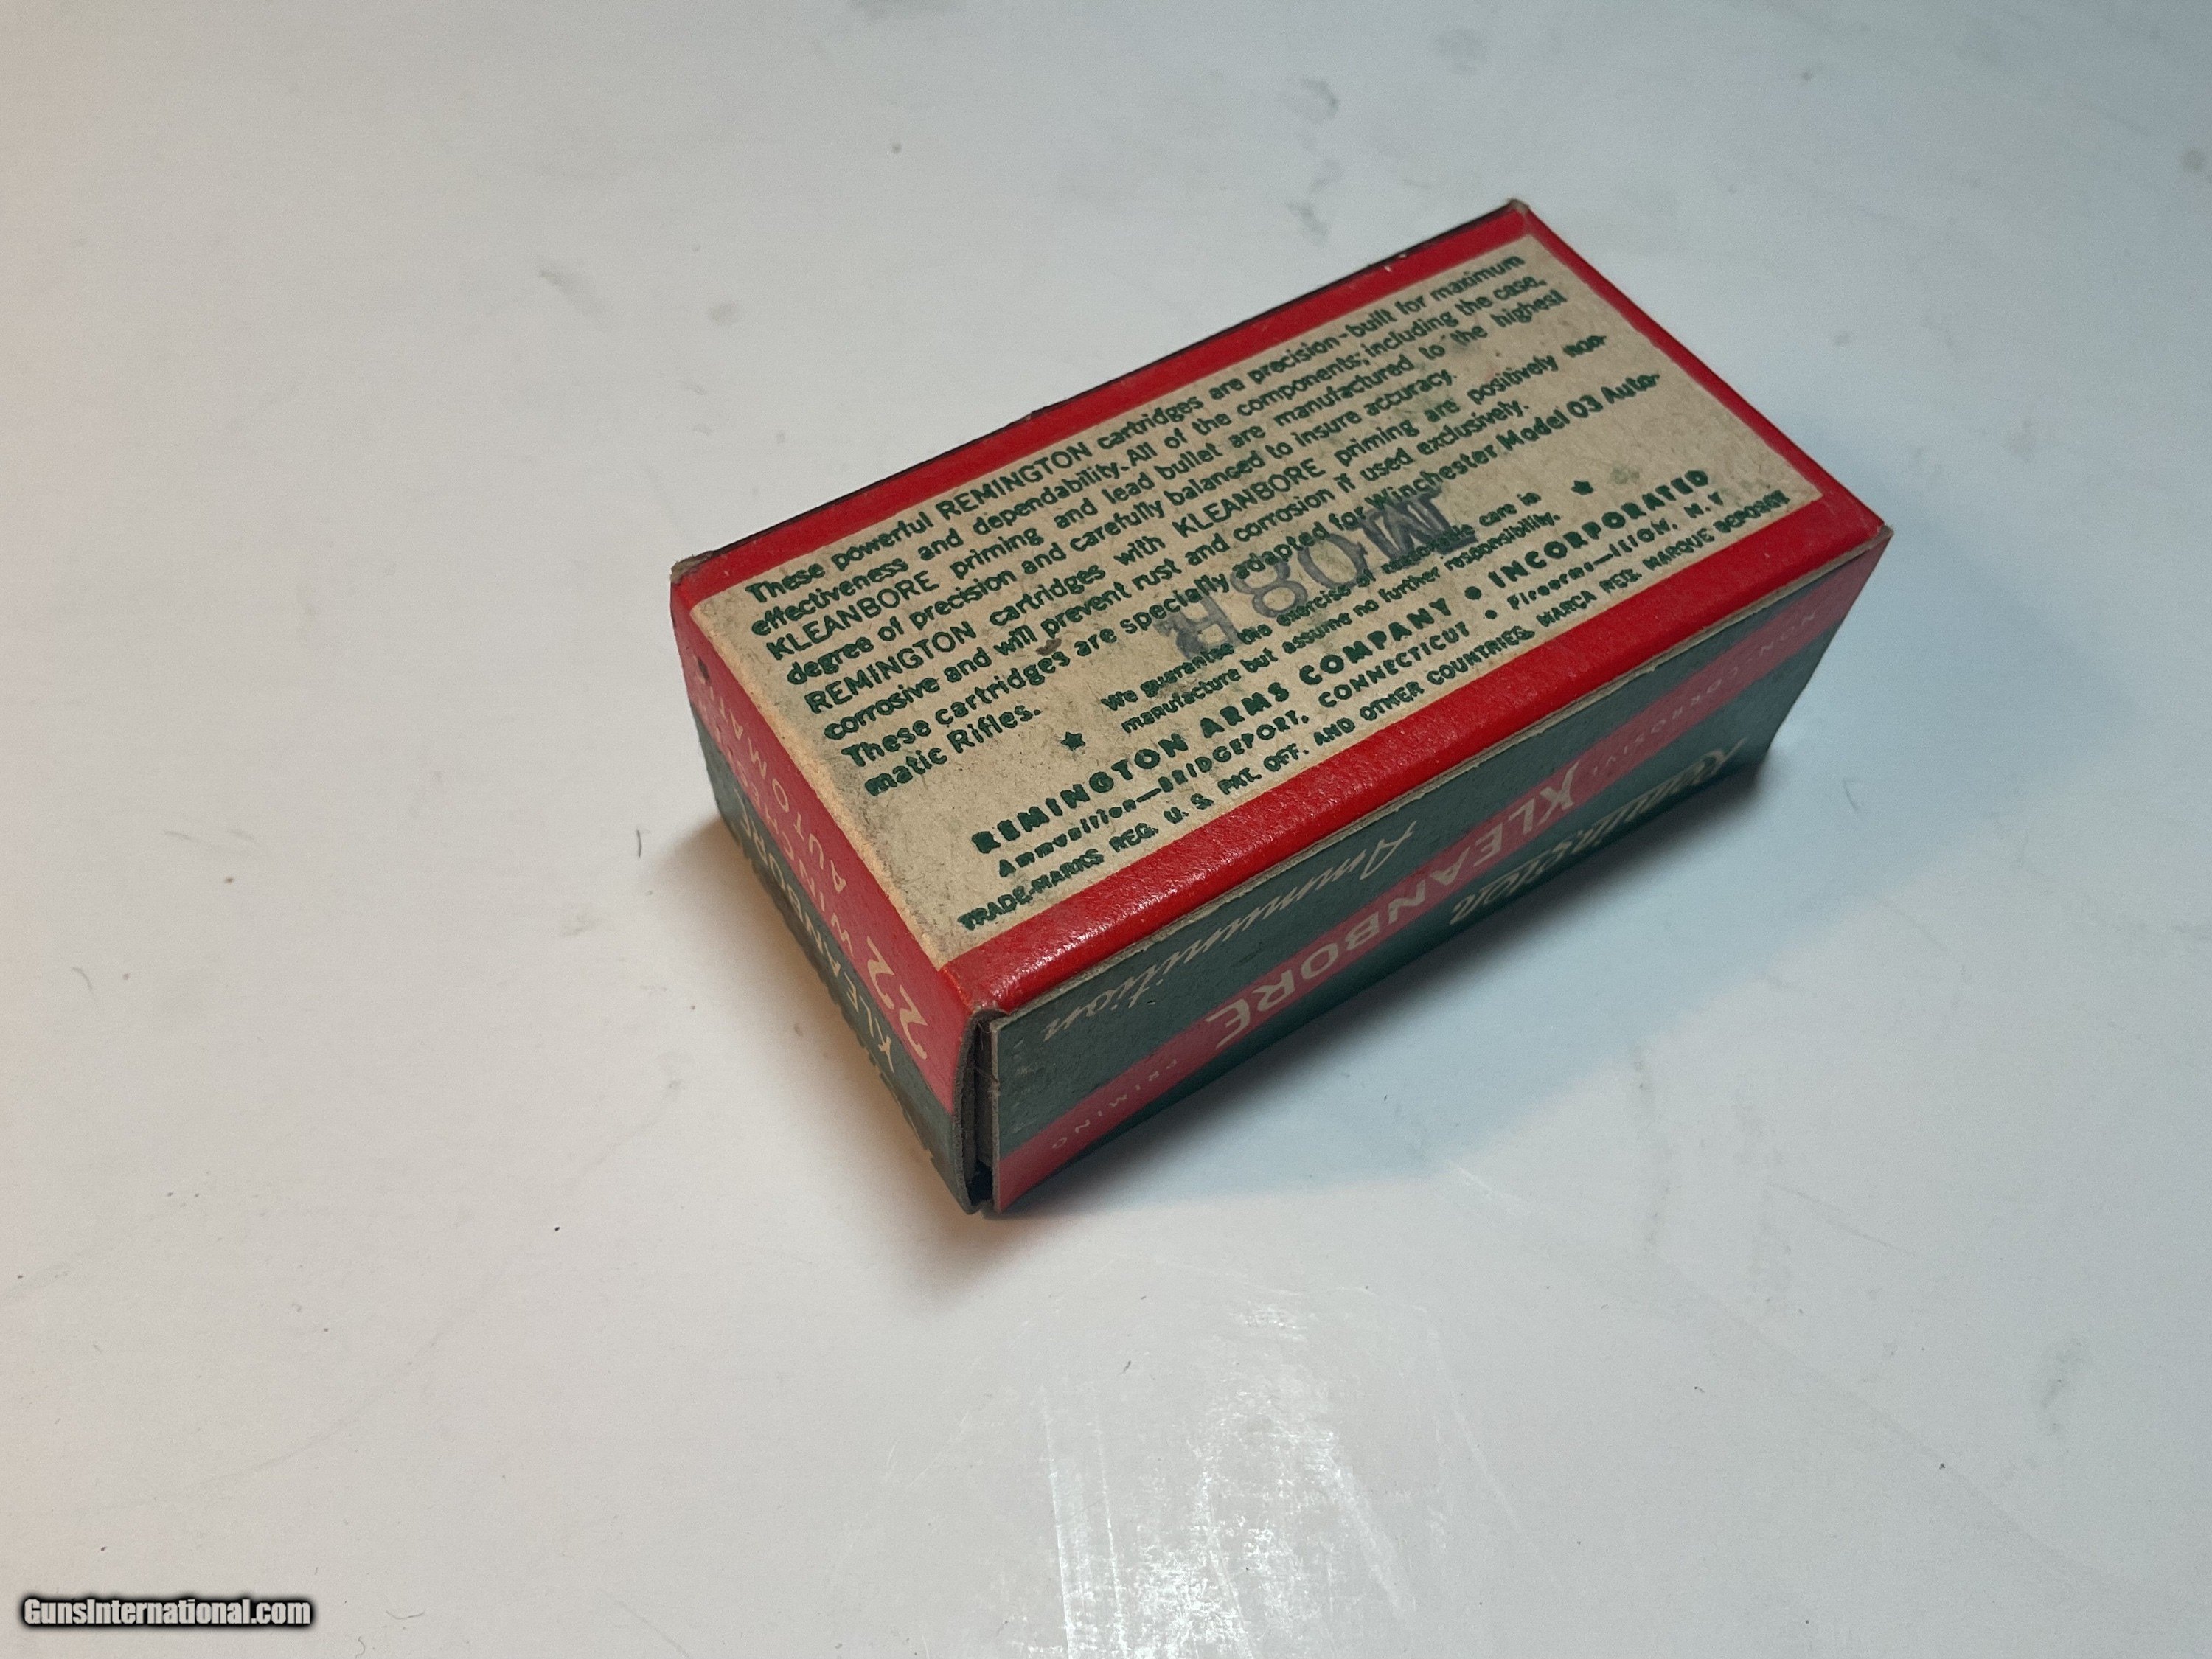 These powerful REMINGTON cartridges are precision-built for maximum
effectiveness and dependability. All of the components, including the case,
KLEANBORE priming and lead bullet are manufactured to the highest
degree of precision and carefully balanced to insure accuracy.
REMINGTON cartridges with KLEANBORE priming are positively non-
corrosive and will prevent rust and corrosion if used exclusively.
These cartridges are specially adapted for Winchester Model 03 Auto-
matic Rifles.
We guarantee the exercise of reasonable care in
manufacture but assume no further responsibility.
REMINGTON ARMS COMPANY • INCORPORATED
Ammunition—BRIDGEPORT, CONNECTICUT • Firearms—ILION, N.Y.
TRADE-MARKS REG. U. S. PAT. OFF. AND OTHER COUNTRIES, MARCA REG. MARQUE DEPOSEE
M08R
22 WINCHESTER
AUTOMATIC
KLEANBORE
Remington
KLEANBORE
Ammunition
NON-CORROSIVE
PRIMING
GunsInternational.com